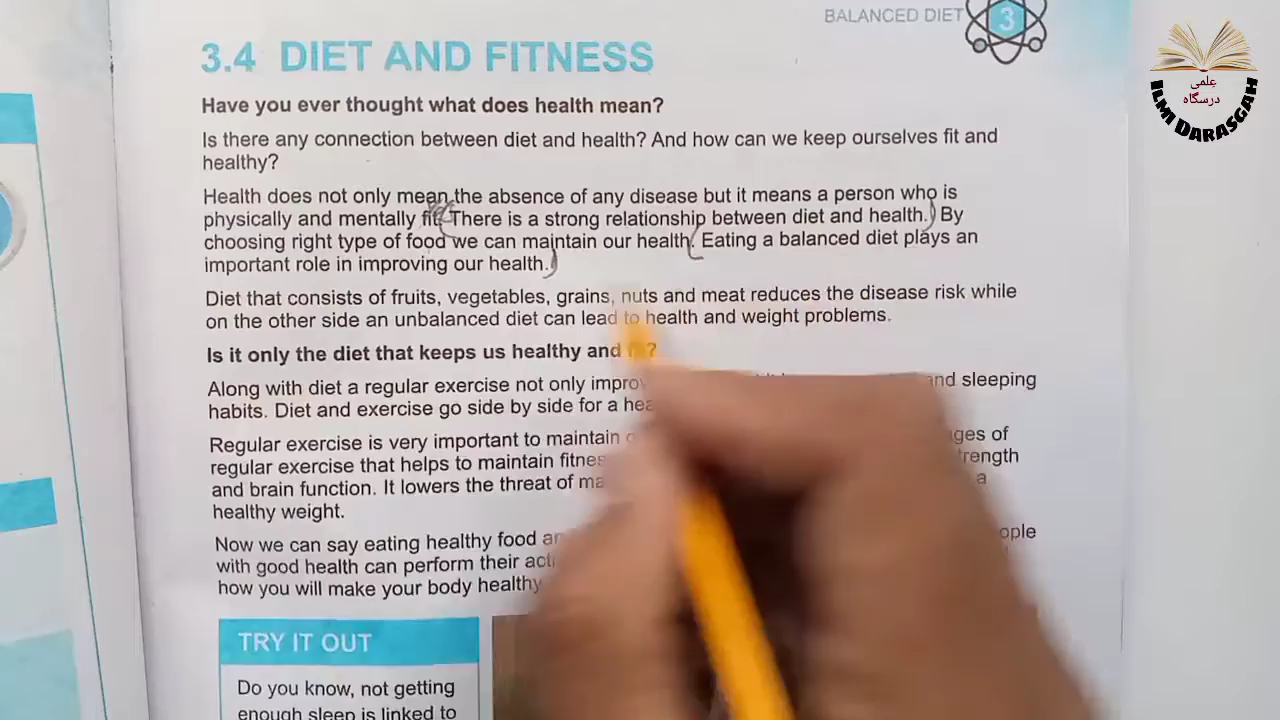 BALANCED DIET 3
3.4 DIET AND FITNESS
Have you ever thought what does health mean?
Is there any connection between diet and health? And how can we keep ourselves fit and
healthy?
Health does not only mean the absence of any disease but it means a person who is
physically and mentally fit. There is a strong relationship between diet and health. By
choosing right type of food we can maintain our health. Eating a balanced diet plays an
important role in improving our health.
Diet that consists of fruits, vegetables, grains, nuts and meat reduces the disease risk while
on the other side an unbalanced diet can lead to health and weight problems.
Is it only the diet that keeps us healthy and
Along with diet a regular exercise not only and sleeping
habits. Diet and exercise go side by side for a
Regular exercise is very important to maintain of
regular exercise that helps to maintain
and brain function. It lowers the threat of a
healthy weight.
Now we can say eating healthy food
with good health can perform their
how you will make your body healthy
TRY IT OUT
Do you know, not getting
enough sleep is linked to
علمی
درسگاہ
ILMI DARASGAH